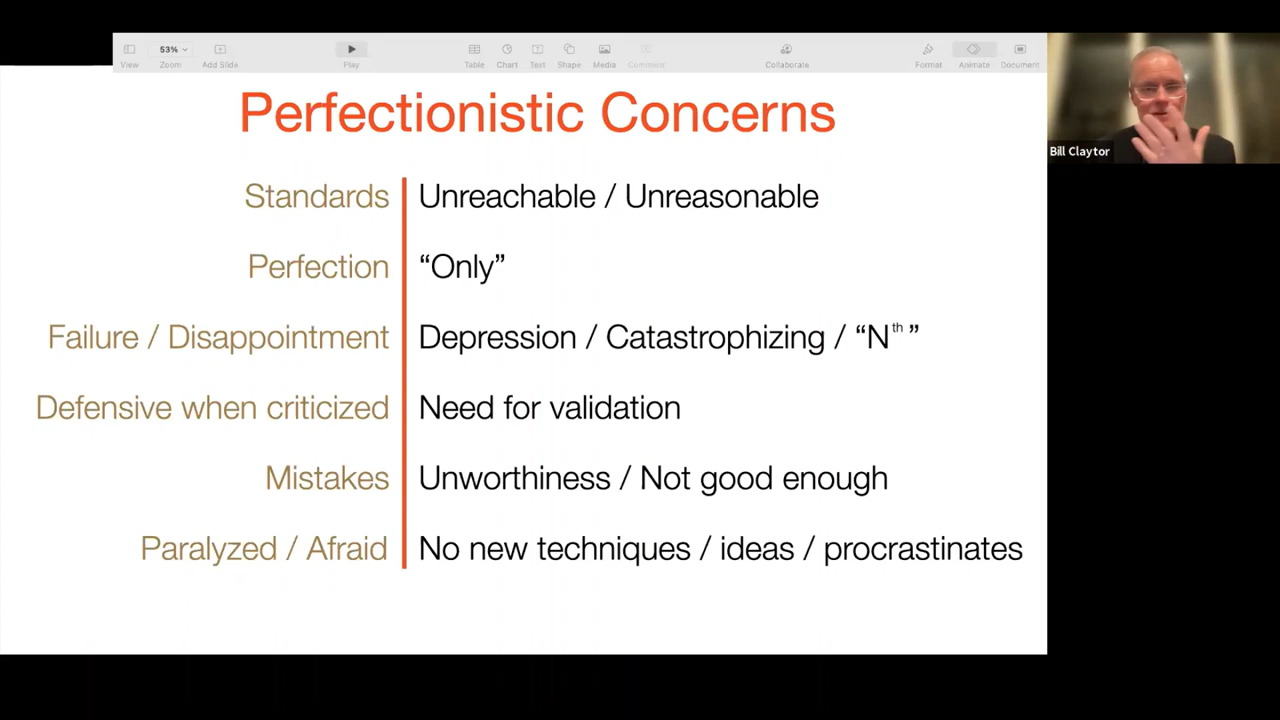 53%
View
Zoom
Add Slide
Play
Table
Chart
Text
Shape
Media
Comment
Collaborate
Format
Animate
Document
Perfectionistic Concerns
Standards Unreachable / Unreasonable
Perfection “Only”
Failure / Disappointment Depression / Catastrophizing / “Nth ”
Defensive when criticized Need for validation
Mistakes Unworthiness / Not good enough
Paralyzed / Afraid No new techniques / ideas / procrastinates
Bill Claytor